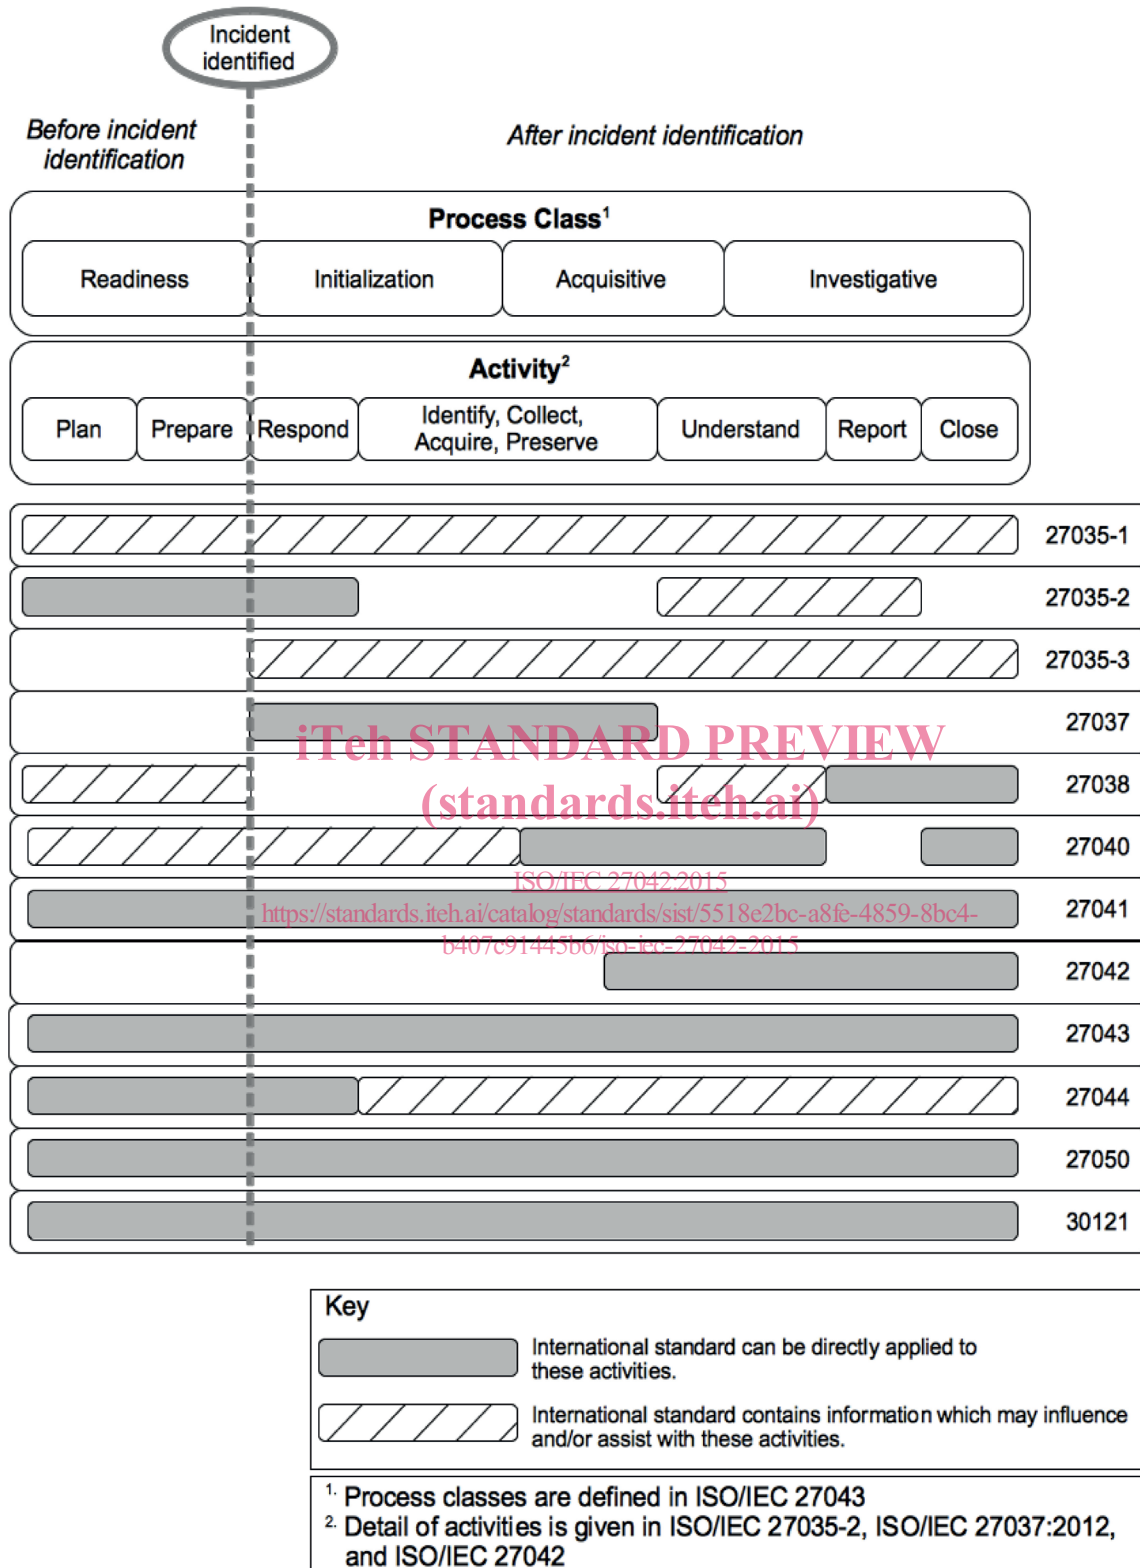 Incident
identified
Before incident
identification
After incident identification
Process Class¹
Readiness
Initialization
Acquisitive
Investigative
Activity²
Plan
Prepare
Respond
Identify, Collect,
Acquire, Preserve
Understand
Report
Close
27035-1
27035-2
27035-3
27037
iTeh STANDARD PREVIEW
27038
(standards.iteh.ai)
27040
ISO/IEC 27042:2015
27041
https://standards.iteh.ai/catalog/standards/sist/5518e2bc-a8fe-4859-8bc4-
b407c91445b6/iso-iec-27042-2015
27042
27043
27044
27050
30121
Key
International standard can be directly applied to
these activities.
International standard contains information which may influence
and/or assist with these activities.
1. Process classes are defined in ISO/IEC 27043
2. Detail of activities is given in ISO/IEC 27035-2, ISO/IEC 27037:2012,
and ISO/IEC 27042